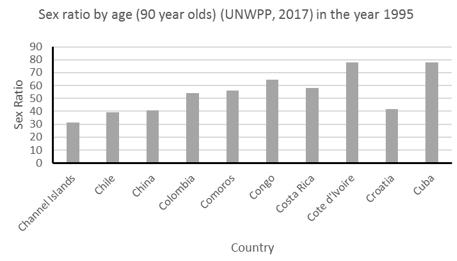 Sex ratio by age (90 year olds) (UNWPP, 2017) in the year 1995
Sex Ratio
90
80
70
60
50
40
30
20
10
0
Channel Islands
Chile
China
Colombia
Comoros
Congo
Costa Rica
Cote d'Ivoire
Croatia
Cuba
Country